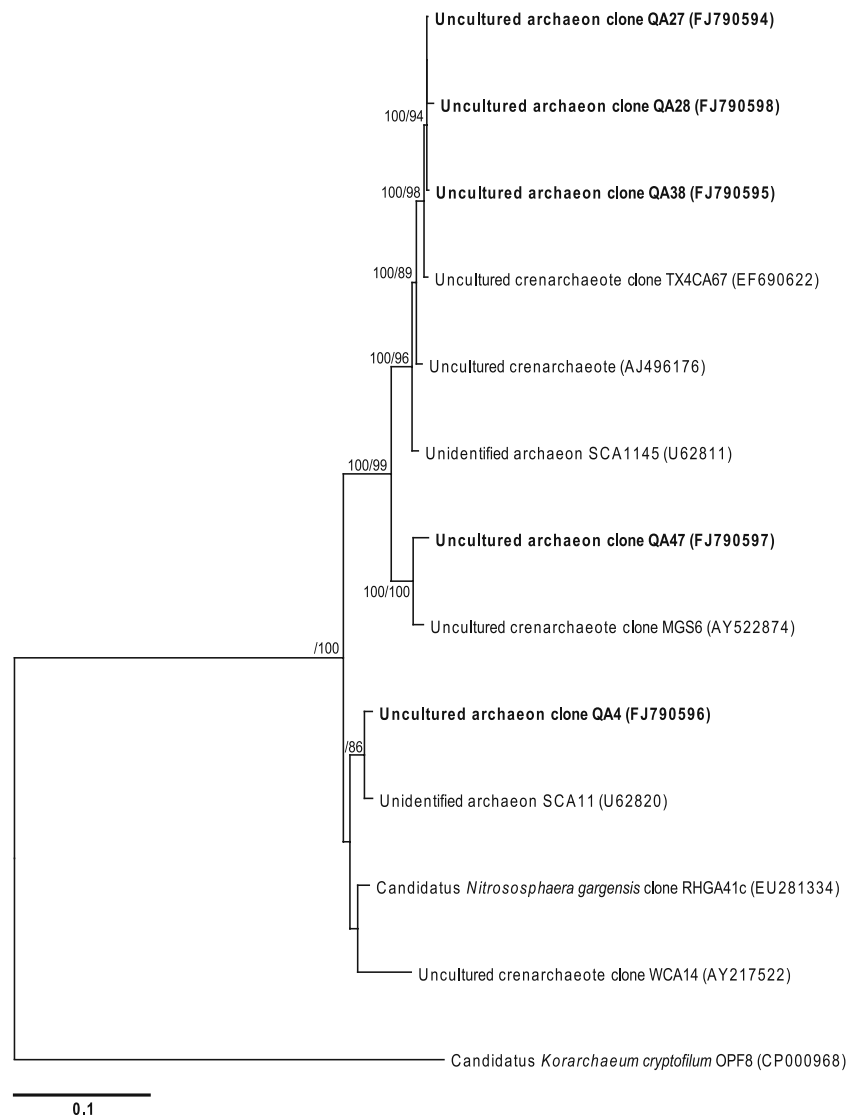 Uncultured archaeon clone QA27 (FJ790594)
Uncultured archaeon clone QA28 (FJ790598)
100/94
Uncultured archaeon clone QA38 (FJ790595)
100/98
100/89
Uncultured crenarchaeote clone TX4CA67 (EF690622)
100/96
Uncultured crenarchaeote (AJ496176)
Unidentified archaeon SCA1145 (U62811)
100/99
Uncultured archaeon clone QA47 (FJ790597)
100/100
Uncultured crenarchaeote clone MGS6 (AY522874)
/100
Uncultured archaeon clone QA4 (FJ790596)
/86
Unidentified archaeon SCA11 (U62820)
Candidatus Nitrososphaera gargensis clone RHGA41c (EU281334)
Uncultured crenarchaeote clone WCA14 (AY217522)
Candidatus Korarchaeum cryptofilum OPF8 (CP000968)
0.1